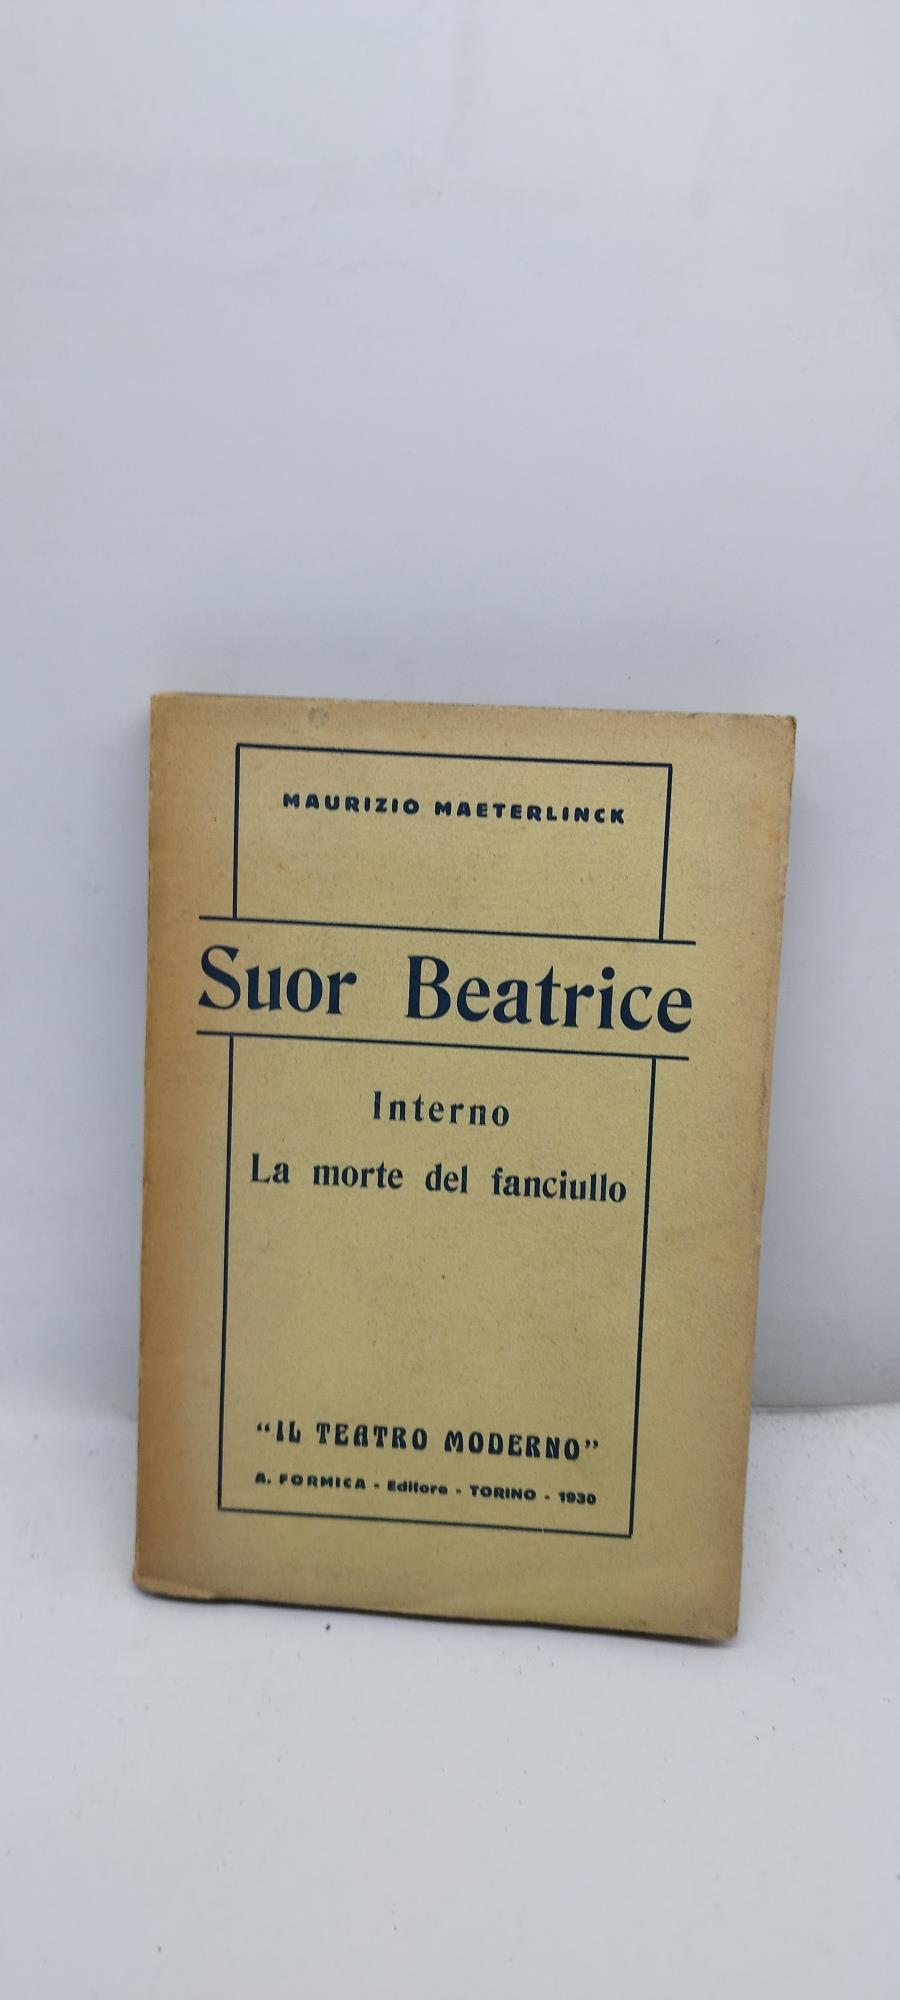 MAURIZIO MAETERLINCK
Suor Beatrice
Interno
La morte del fanciullo
“IL TEATRO MODERNO”
A. FORMICA - Editore - TORINO - 1930